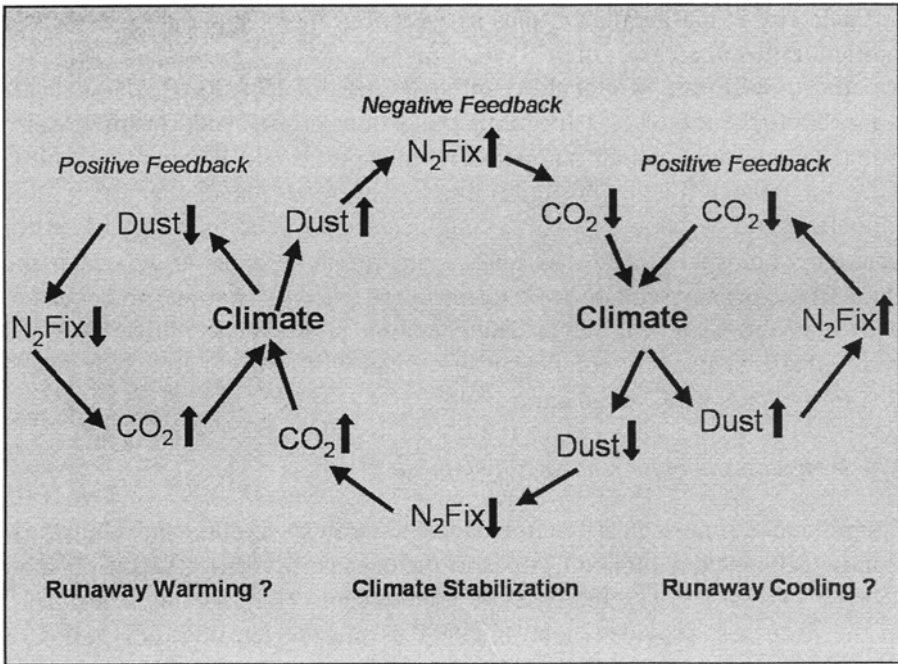 Negative Feedback
N₂Fix↑
Positive Feedback
Positive Feedback
Dust↓
Dust↑
CO₂↓
CO₂↓
N₂Fix↓
Climate
Climate
N₂Fix↑
CO₂↑
CO₂↑
Dust↓
Dust↑
N₂Fix↓
Runaway Warming ?
Climate Stabilization
Runaway Cooling ?